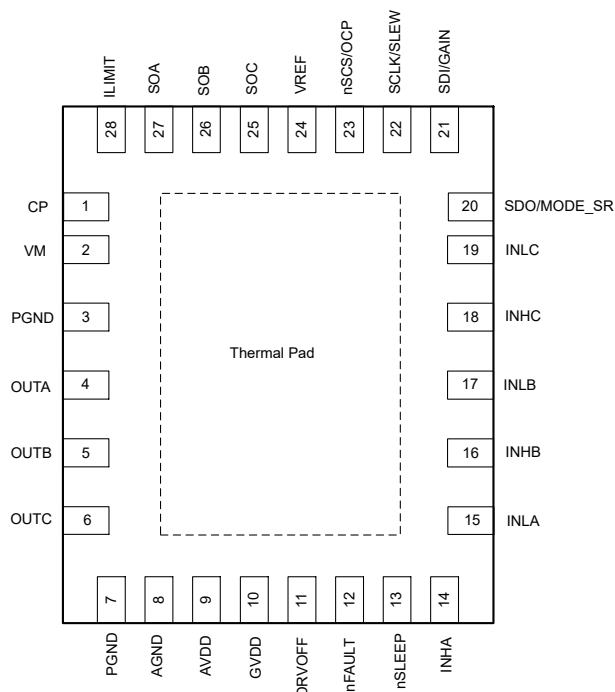 ILIMIT
SOA
SOB
SOC
VREF
nSCS/OCP
SCLK/SLEW
SDI/GAIN
28
27
26
25
24
23
22
21
CP 1
20 SDO/MODE_SR
VM 2
19 INLC
PGND 3
18 INHC
Thermal Pad
OUTA 4
17 INLB
OUTB 5
16 INHB
OUTC 6
15 INLA
7
8
9
10
11
12
13
14
PGND
AGND
AVDD
GVDD
DRVOFF
nFAULT
nSLEEP
INHA